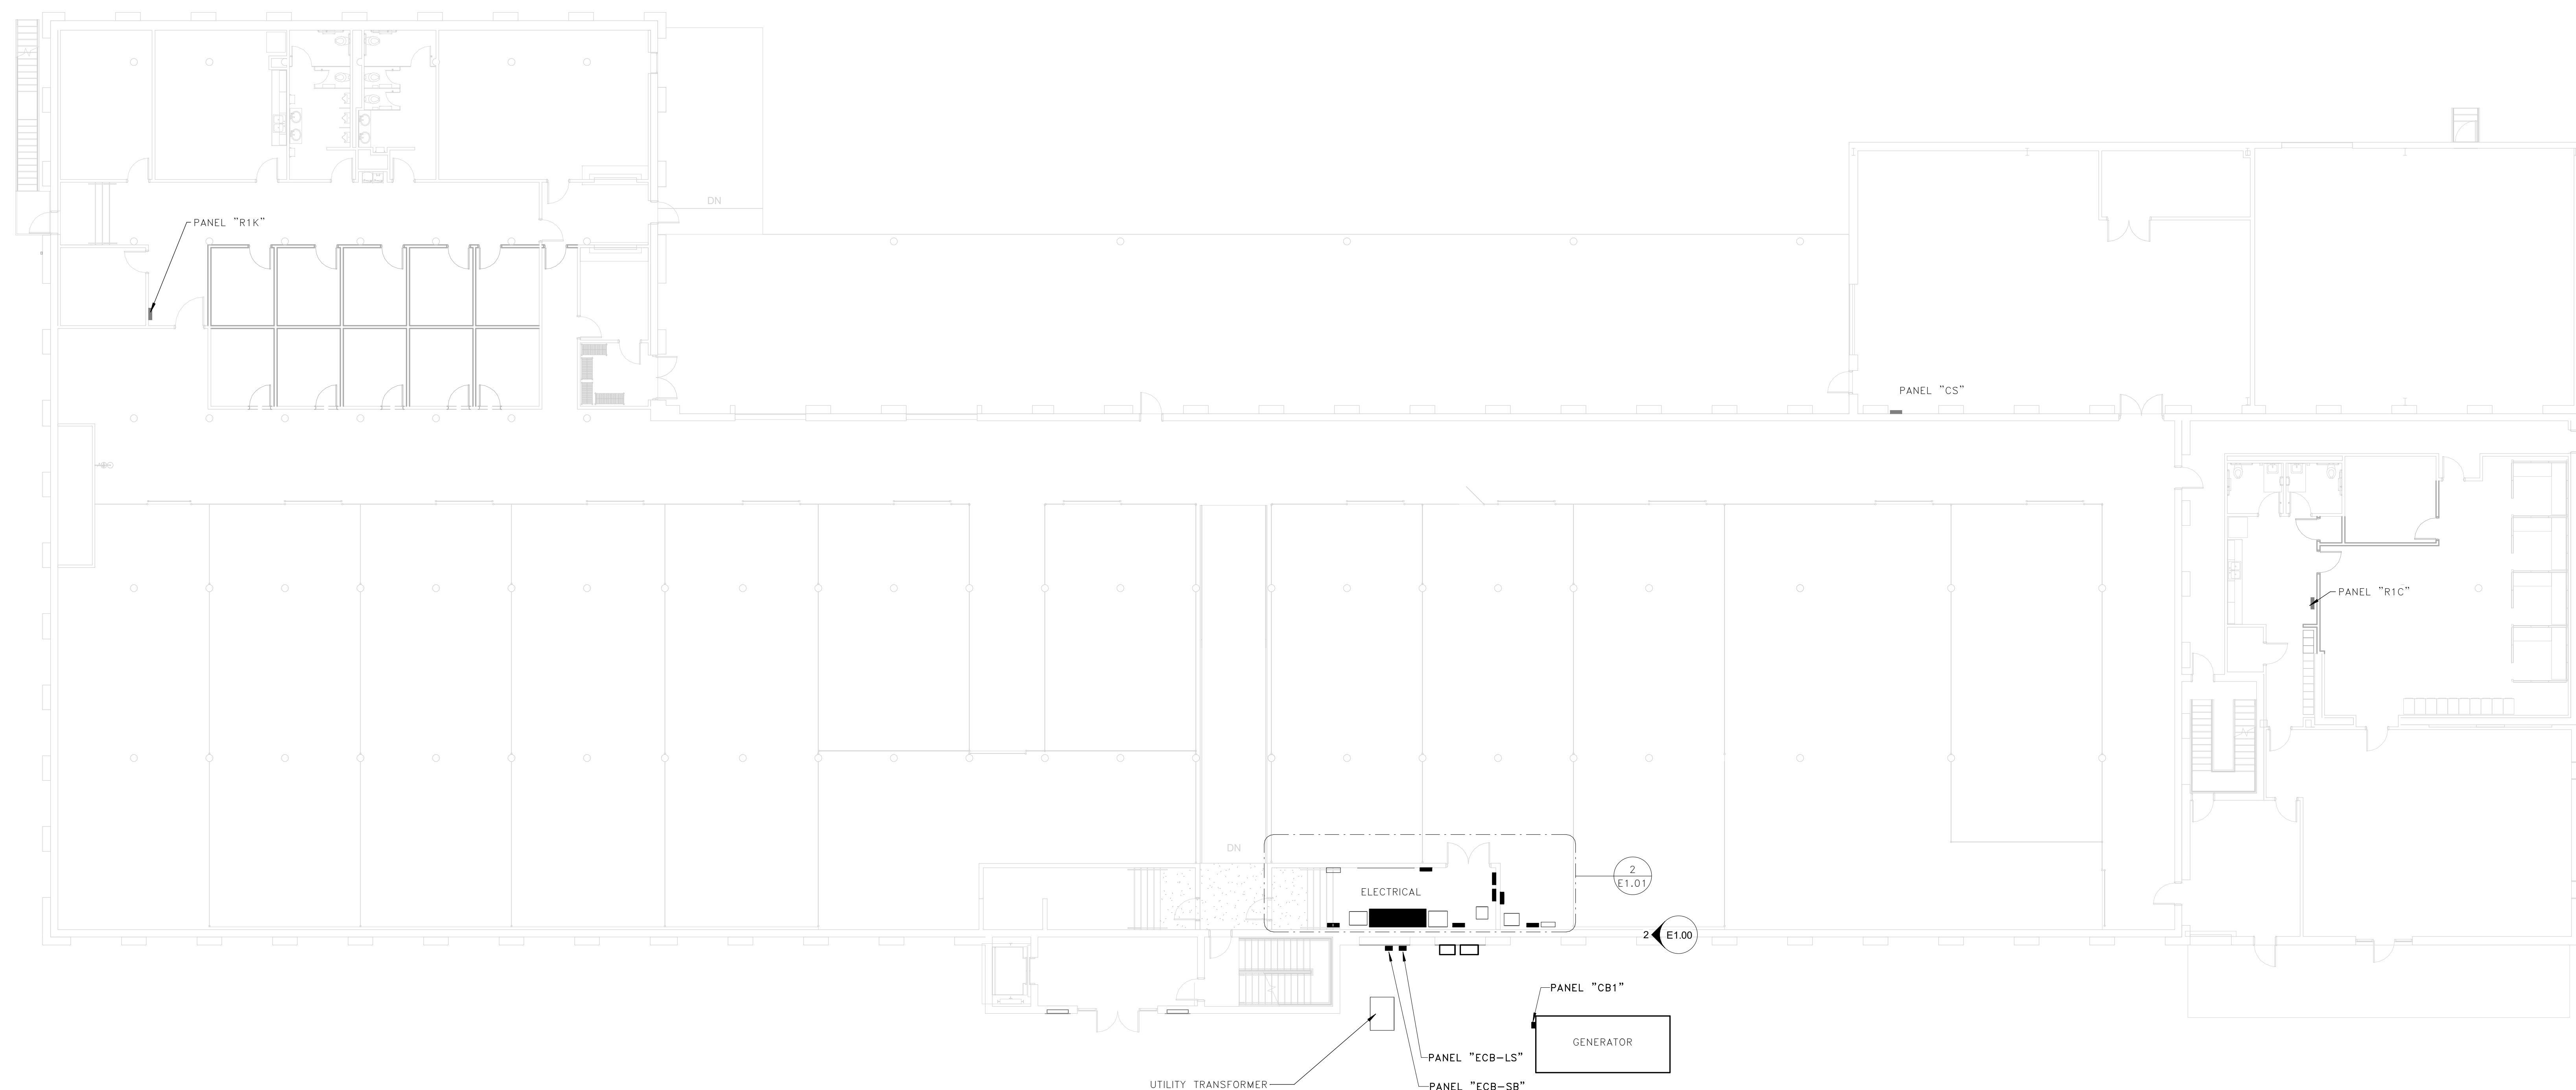 DN
PANEL "R1K"
PANEL "CS"
PANEL "R1C"
DN
2
E1.01
ELECTRICAL
2
E1.00
PANEL "CB1"
GENERATOR
PANEL "ECB-LS"
UTILITY TRANSFORMER
PANEL "ECB-SB"